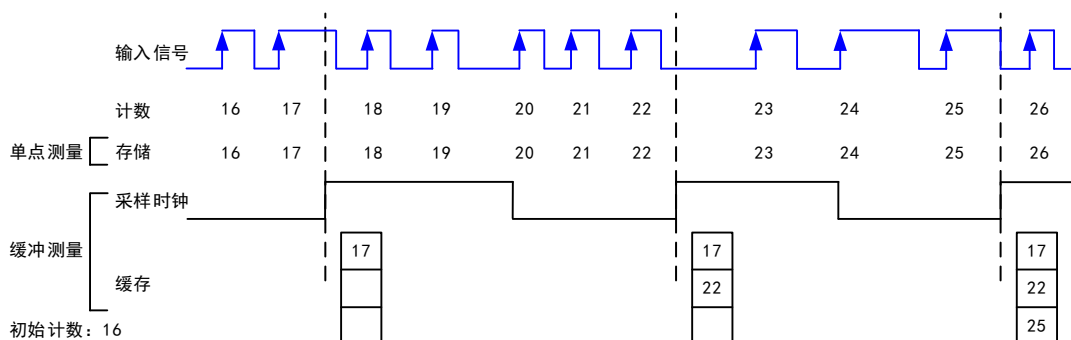 输入信号
计数 16 17 18 19 20 21 22 23 24 25 26
单点测量 存储 16 17 18 19 20 21 22 23 24 25 26
采样时钟
缓冲测量
17 17 17
缓存 22 22
初始计数：16 25